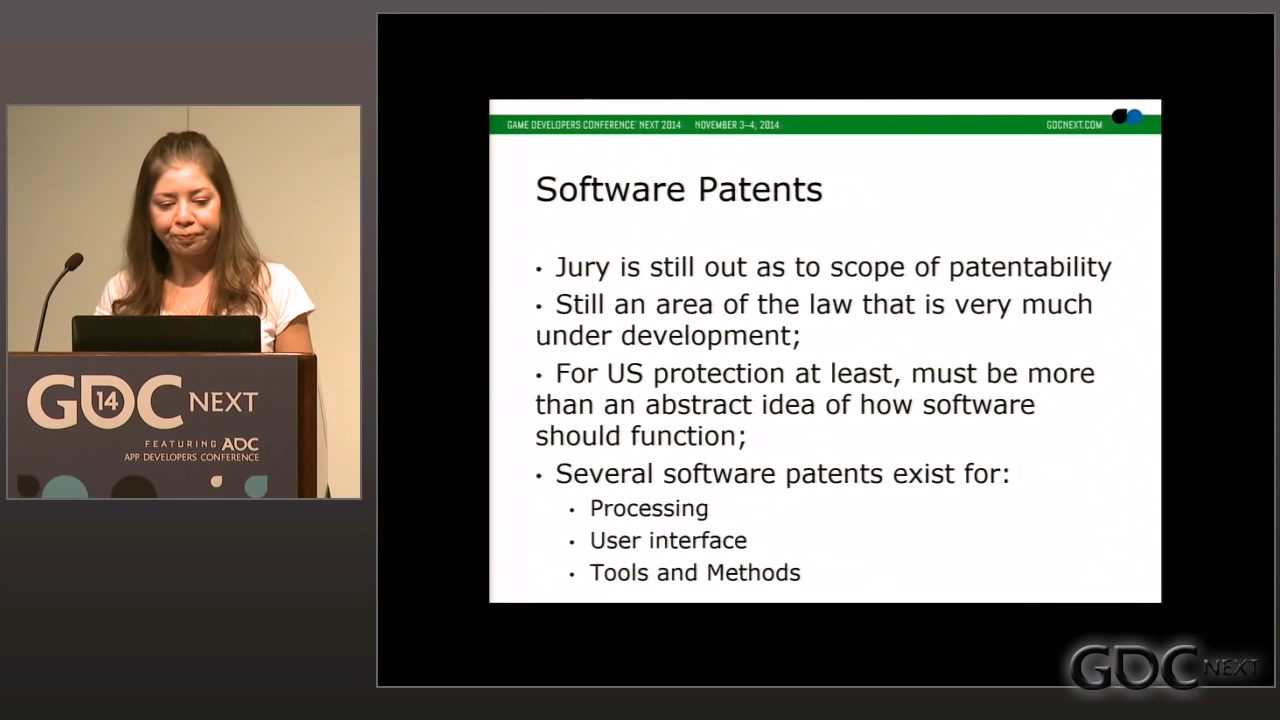 GAME DEVELOPERS CONFERENCE NEXT 2014 NOVEMBER 3–4, 2014 GDCNEXT.COM
Software Patents
• Jury is still out as to scope of patentability
• Still an area of the law that is very much
under development;
• For US protection at least, must be more
than an abstract idea of how software
should function;
• Several software patents exist for:
• Processing
• User interface
• Tools and Methods
GDC 14 NEXT
FEATURING ADC
APP DEVELOPERS CONFERENCE
GDC NEXT